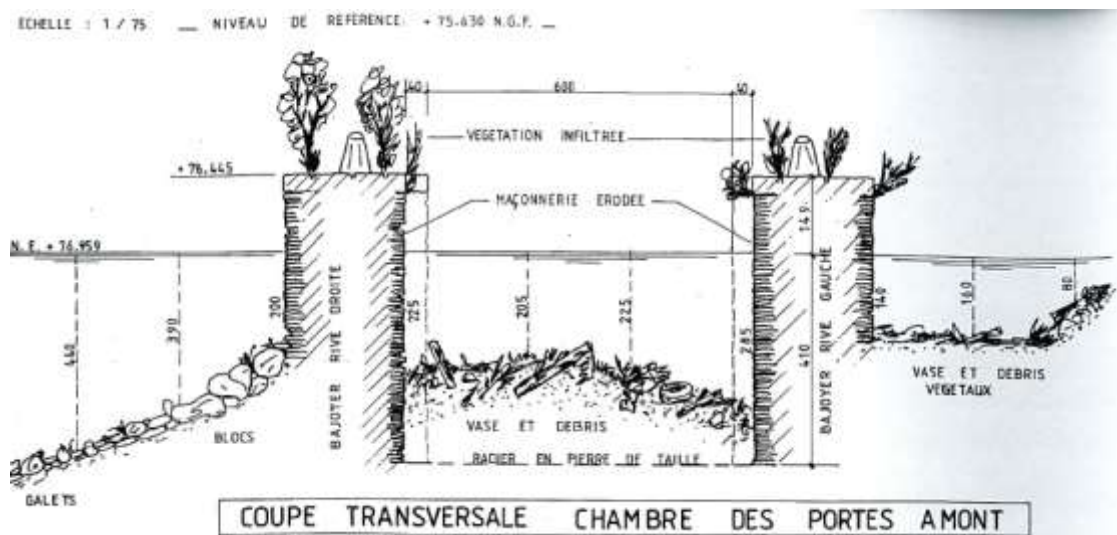 ECHELLE : 1 / 75 __ NIVEAU DE REFERENCE: + 75.630 N.G.F. __
40 600 40
VEGETATION INFILTREE
+ 76,445
MAÇONNERIE ERODEE
149
N.E. + 76.959
440
390
200
BAJOYER RIVE DROITE
225
205
225
285
410
BAJOYER RIVE GAUCHE
140
80
VASE ET DEBRIS
VEGETAUX
BLOCS
VASE ET DEBRIS
RADIER EN PIERRE DE TAILLE
GALETS
COUPE TRANSVERSALE CHAMBRE DES PORTES AMONT